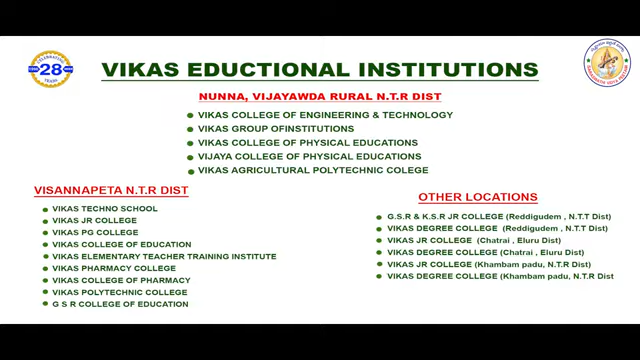 CELEBRATING
28
YEARS
VIKAS EDUCTIONAL INSTITUTIONS
NUNNA, VIJAYAWDA RURAL N.T.R DIST
VIKAS COLLEGE OF ENGINEERING & TECHNOLOGY
VIKAS GROUP OFINSTITUTIONS
VIKAS COLLEGE OF PHYSICAL EDUCATIONS
VIJAYA COLLEGE OF PHYSICAL EDUCATIONS
VIKAS AGRICULTURAL POLYTECHNIC COLEGE
VISANNAPETA N.T.R DIST
VIKAS TECHNO SCHOOL
VIKAS JR COLLEGE
VIKAS PG COLLEGE
VIKAS COLLEGE OF EDUCATION
VIKAS ELEMENTARY TEACHER TRAINING INSTITUTE
VIKAS PHARMACY COLLEGE
VIKAS COLLEGE OF PHARMACY
VIKAS POLYTECHNIC COLLEGE
G S R COLLEGE OF EDUCATION
OTHER LOCATIONS
G.S.R & K.S.R JR COLLEGE (Reddigudem , N.T.T Dist)
VIKAS DEGREE COLLEGE (Reddigudem , N.T.T Dist)
VIKAS JR COLLEGE (Chatrai , Eluru Dist)
VIKAS DEGREE COLLEGE (Chatrai , Eluru Dist)
VIKAS JR COLLEGE (Khambam padu, N.T.R Dist)
VIKAS DEGREE COLLEGE (Khambam padu, N.T.R Dist